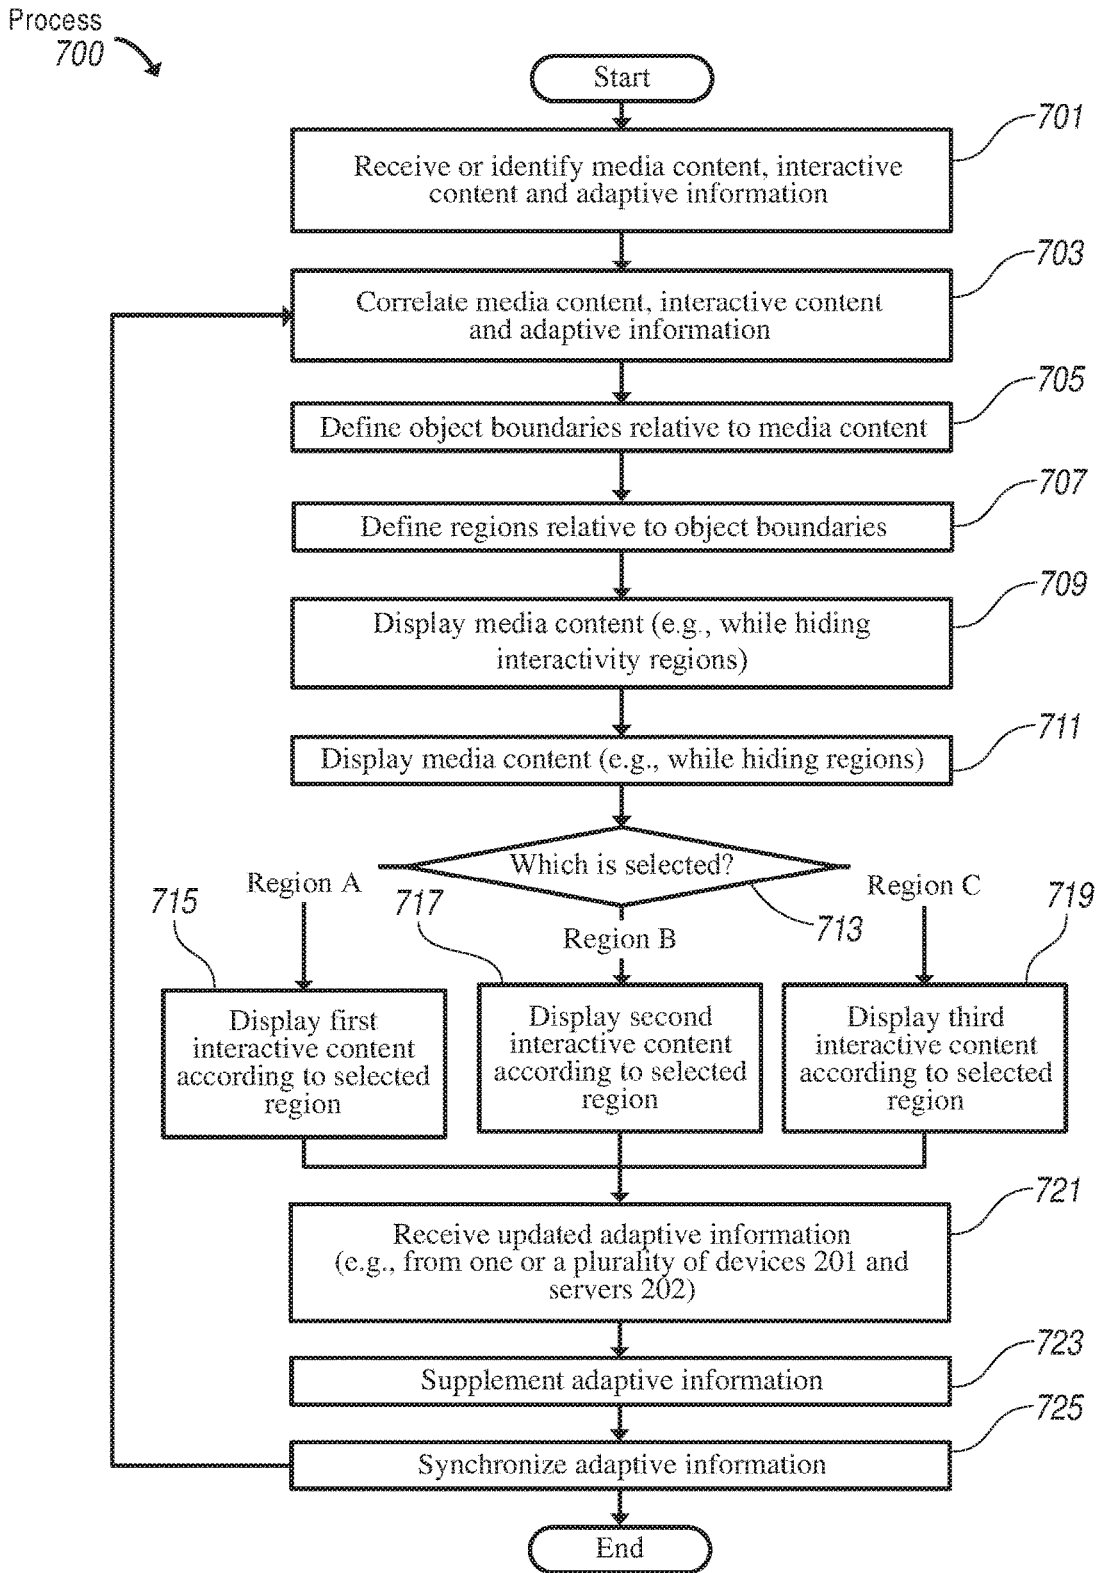 Process
700
Start
701
Receive or identify media content, interactive
content and adaptive information
703
Correlate media content, interactive content
and adaptive information
705
Define object boundaries relative to media content
707
Define regions relative to object boundaries
709
Display media content (e.g., while hiding
interactivity regions)
711
Display media content (e.g., while hiding regions)
Which is selected?
713
Region A
Region B
Region C
715
Display first
interactive content
according to selected
region
717
Display second
interactive content
according to selected
region
719
Display third
interactive content
according to selected
region
721
Receive updated adaptive information
(e.g., from one or a plurality of devices 201 and
servers 202)
723
Supplement adaptive information
725
Synchronize adaptive information
End